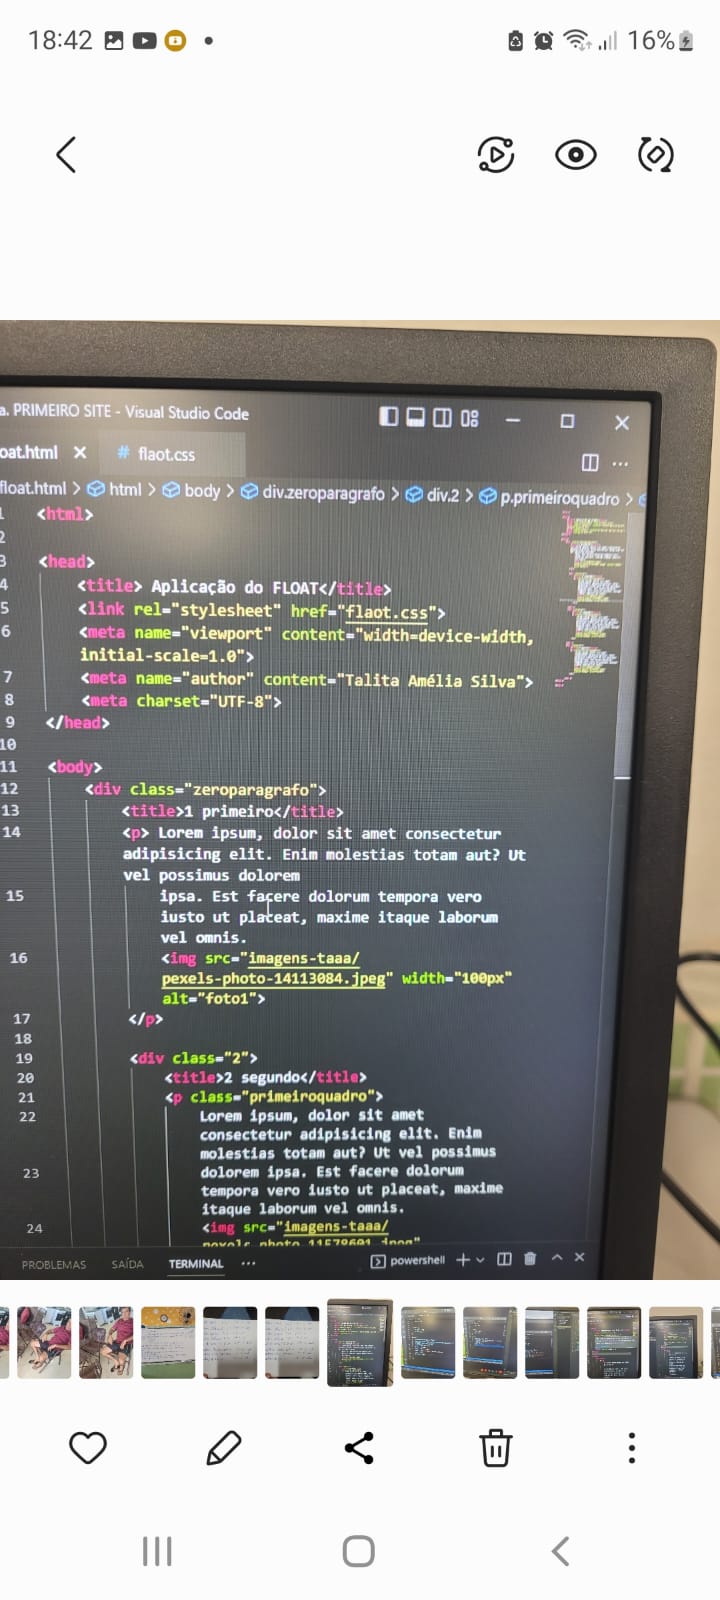 18:42
16%
a. PRIMEIRO SITE - Visual Studio Code
oat.html # flaot.css
float.html > html > body > div.zeroparagrafo > div.2 > p.primeiroquadro >
1 <html>
2
3 <head>
4 <title> Aplicação do FLOAT</title>
5 <link rel="stylesheet" href="flaot.css">
6 <meta name="viewport" content="width=device-width,
initial-scale=1.0">
7 <meta name="author" content="Talita Amélia Silva">
8 <meta charset="UTF-8">
9 </head>
10
11 <body>
12 <div class="zeroparagrafo">
13 <title>1 primeiro</title>
14 <p> Lorem ipsum, dolor sit amet consectetur
adipisicing elit. Enim molestias totam aut? Ut
vel possimus dolorem
15 ipsa. Est facere dolorum tempora vero
iusto ut placeat, maxime itaque laborum
vel omnis.
16 <img src="imagens-taaa/
pexels-photo-14113084.jpeg" width="100px"
alt="foto1">
17 </p>
18
19 <div class="2">
20 <title>2 segundo</title>
21 <p class="primeiroquadro">
22 Lorem ipsum, dolor sit amet
consectetur adipisicing elit. Enim
molestias totam aut? Ut vel possimus
23 dolorem ipsa. Est facere dolorum
tempora vero iusto ut placeat, maxime
itaque laborum vel omnis.
24 <img src="imagens-taaa/
PROBLEMAS SAÍDA TERMINAL ··· powershell